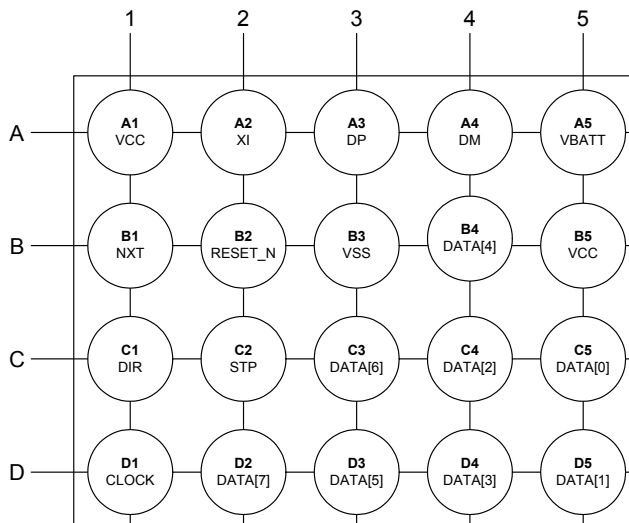 1 2 3 4 5
A
A1 A2 A3 A4 A5
VCC XI DP DM VBATT
B
B1 B2 B3 B4 B5
NXT RESET_N VSS DATA[4] VCC
C
C1 C2 C3 C4 C5
DIR STP DATA[6] DATA[2] DATA[0]
D
D1 D2 D3 D4 D5
CLOCK DATA[7] DATA[5] DATA[3] DATA[1]